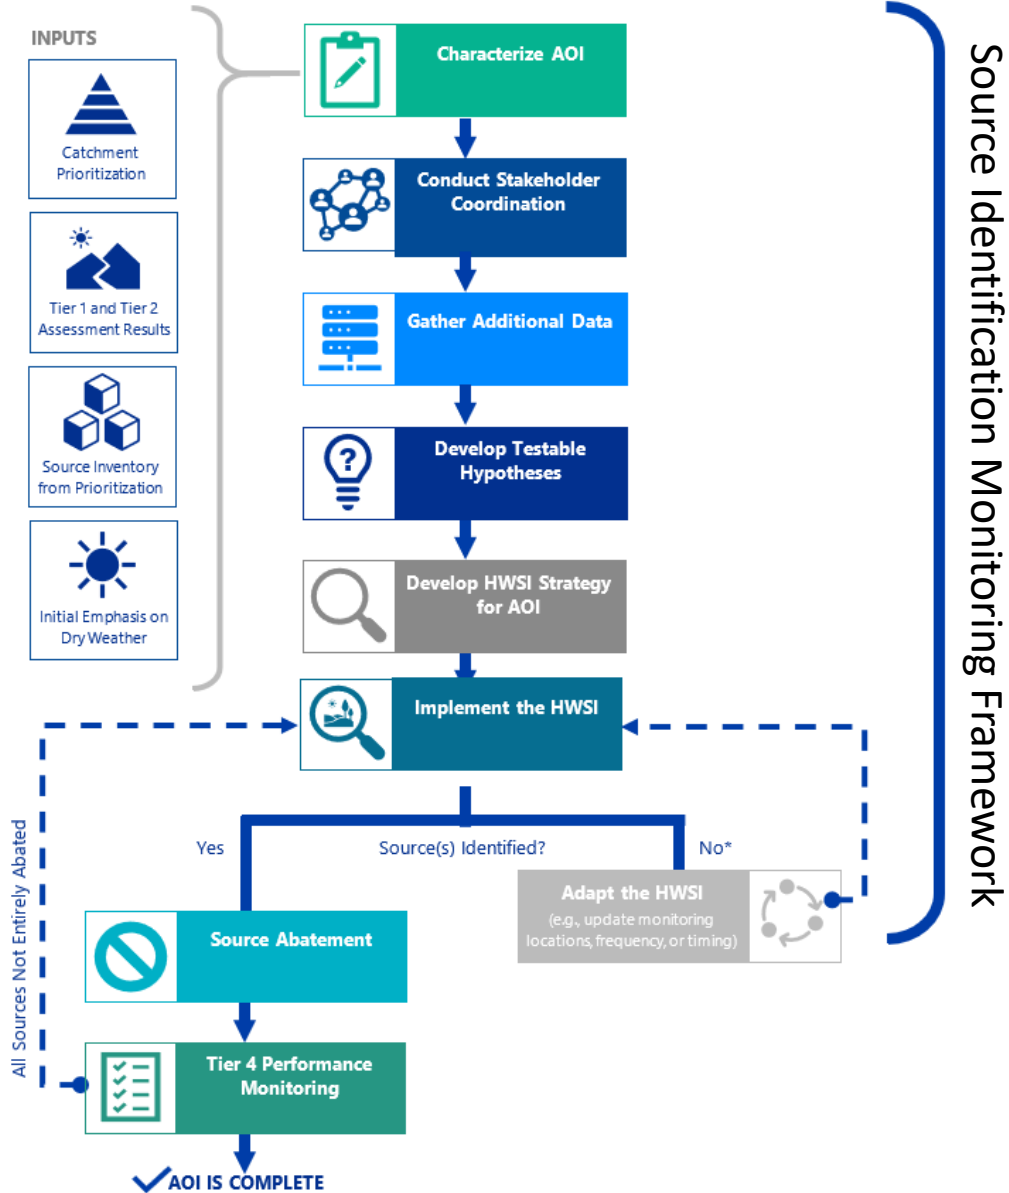 INPUTS
Catchment
Prioritization
Tier 1 and Tier 2
Assessment Results
Source Inventory
from Prioritization
Initial Emphasis on
Dry Weather
Characterize AOI
Conduct Stakeholder
Coordination
Gather Additional Data
Develop Testable
Hypotheses
?
Develop HWSI Strategy
for AOI
Implement the HWSI
Yes
Source(s) Identified?
No*
Adapt the HWSI
(e.g., update monitoring
locations, frequency, or timing)
Source Abatement
Tier 4 Performance
Monitoring
All Sources Not Entirely Abated
AOI IS COMPLETE
Source Identification Monitoring Framework